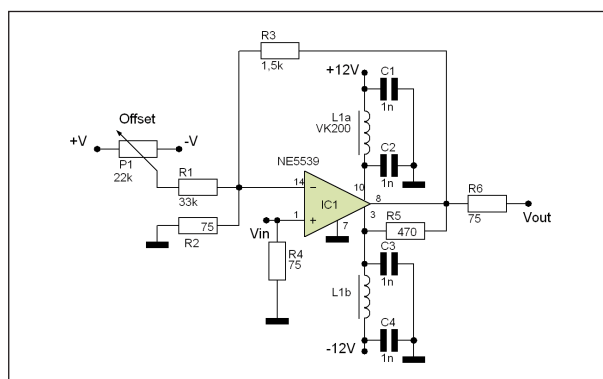 R3
1,5k
+12V
C1
1n
L1a
VK200
Offset
+V
-V
P1
22k
R1
33k
NE5539
C2
1n
14
10
8
IC1
1
3
7
R6
75
Vout
75
R2
Vin
R4
75
R5
470
C3
1n
L1b
C4
-12V
1n